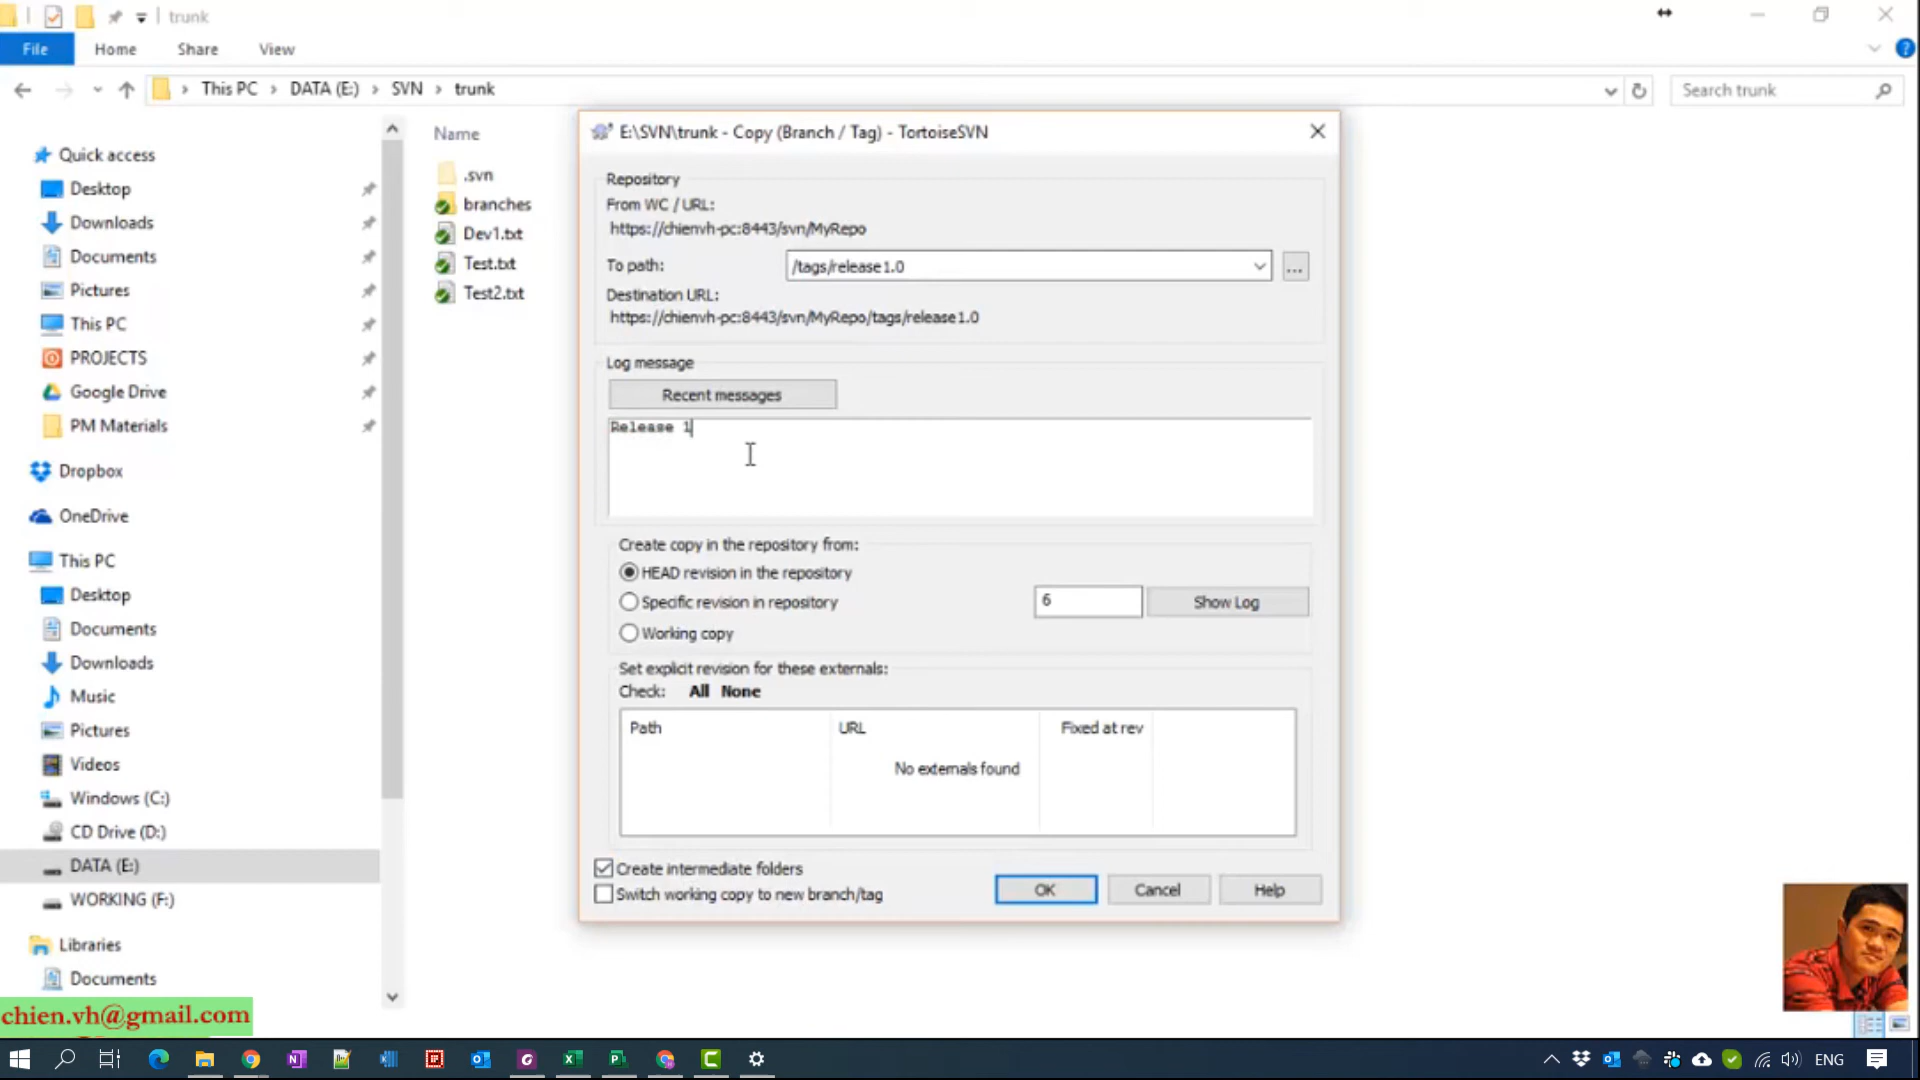 trunk
File Home Share View
This PC DATA (E:) SVN trunk Search trunk
Quick access
Desktop
Downloads
Documents
Pictures
This PC
PROJECTS
Google Drive
PM Materials
Dropbox
OneDrive
This PC
Desktop
Documents
Downloads
Music
Pictures
Videos
Windows (C:)
CD Drive (D:)
DATA (E:)
WORKING (F:)
Libraries
Documents
chien.vh@gmail.com
Name
.svn
branches
Dev1.txt
Test.txt
Test2.txt
E:\SVN\trunk - Copy (Branch / Tag) - TortoiseSVN
Repository
From WC / URL:
https://chienvh-pc:8443/svn/MyRepo
To path: /tags/release1.0 ...
Destination URL:
https://chienvh-pc:8443/svn/MyRepo/tags/release1.0
Log message
Recent messages
Release 1
Create copy in the repository from:
HEAD revision in the repository
Specific revision in repository 6 Show Log
Working copy
Set explicit revision for these externals:
Check: All None
Path URL Fixed at rev
No externals found
Create intermediate folders
Switch working copy to new branch/tag
OK Cancel Help
ENG